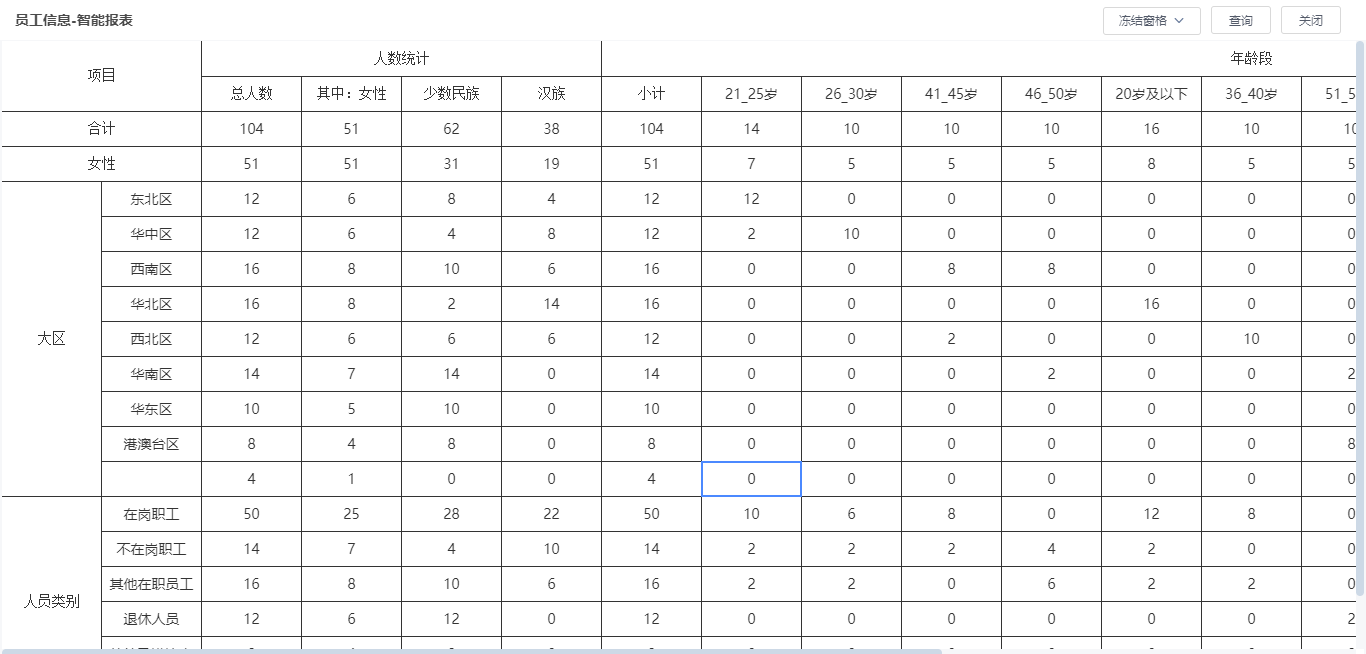 员工信息-智能报表 冻结窗格 查询 关闭
项目 人数统计 年龄段
总人数 其中：女性 少数民族 汉族 小计 21_25岁 26_30岁 41_45岁 46_50岁 20岁及以下 36_40岁 51_5
合计 104 51 62 38 104 14 10 10 10 16 10 10
女性 51 51 31 19 51 7 5 5 5 8 5 5
大区
东北区 12 6 8 4 12 12 0 0 0 0 0 0
华中区 12 6 4 8 12 2 10 0 0 0 0 0
西南区 16 8 10 6 16 0 0 8 8 0 0 0
华北区 16 8 2 14 16 0 0 0 0 16 0 0
西北区 12 6 6 6 12 0 0 2 0 0 10 0
华南区 14 7 14 0 14 0 0 0 2 0 0 2
华东区 10 5 10 0 10 0 0 0 0 0 0 0
港澳台区 8 4 8 0 8 0 0 0 0 0 0 8
4 1 0 0 4 0 0 0 0 0 0 0
人员类别
在岗职工 50 25 28 22 50 10 6 8 0 12 8 0
不在岗职工 14 7 4 10 14 2 2 2 4 2 0 0
其他在职员工 16 8 10 6 16 2 2 0 6 2 2 0
退休人员 12 6 12 0 12 0 0 0 0 0 0 2